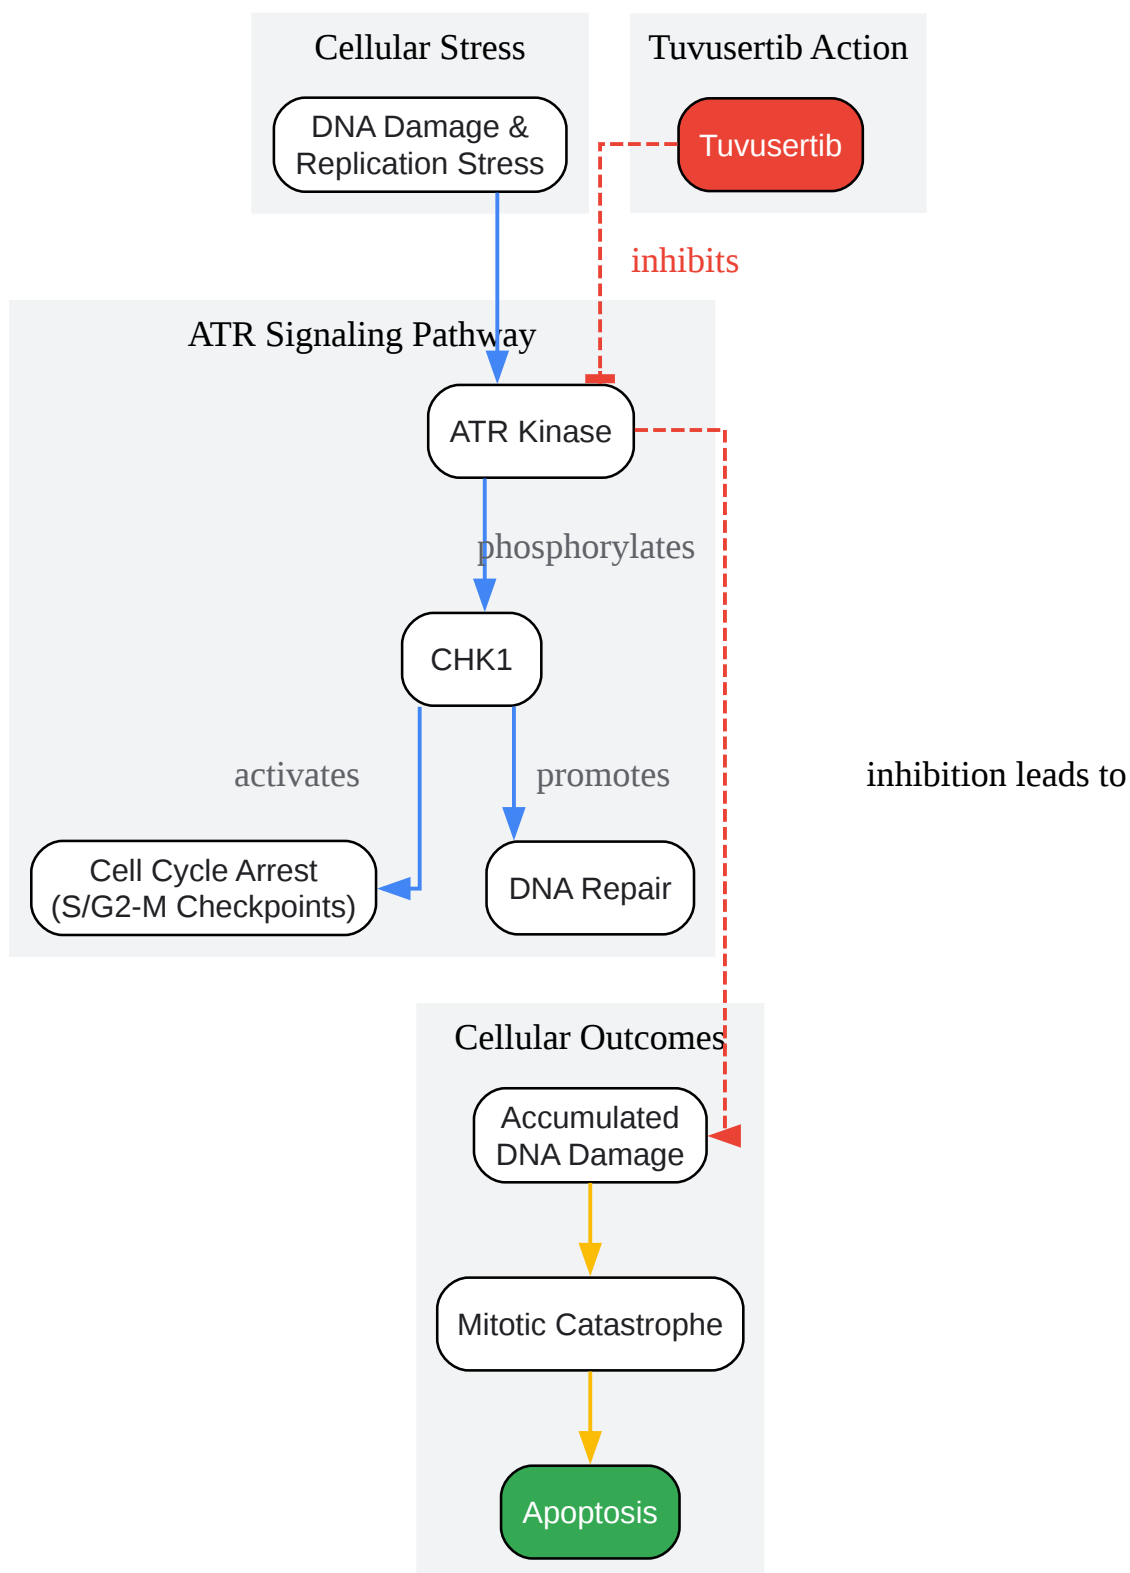 Cellular Stress
Tuvusertib Action
DNA Damage &
Replication Stress
Tuvusertib
inhibits
ATR Signaling Pathway
ATR Kinase
phosphorylates
CHK1
activates
promotes
inhibition leads to
Cell Cycle Arrest
(S/G2-M Checkpoints)
DNA Repair
Cellular Outcomes
Accumulated
DNA Damage
Mitotic Catastrophe
Apoptosis